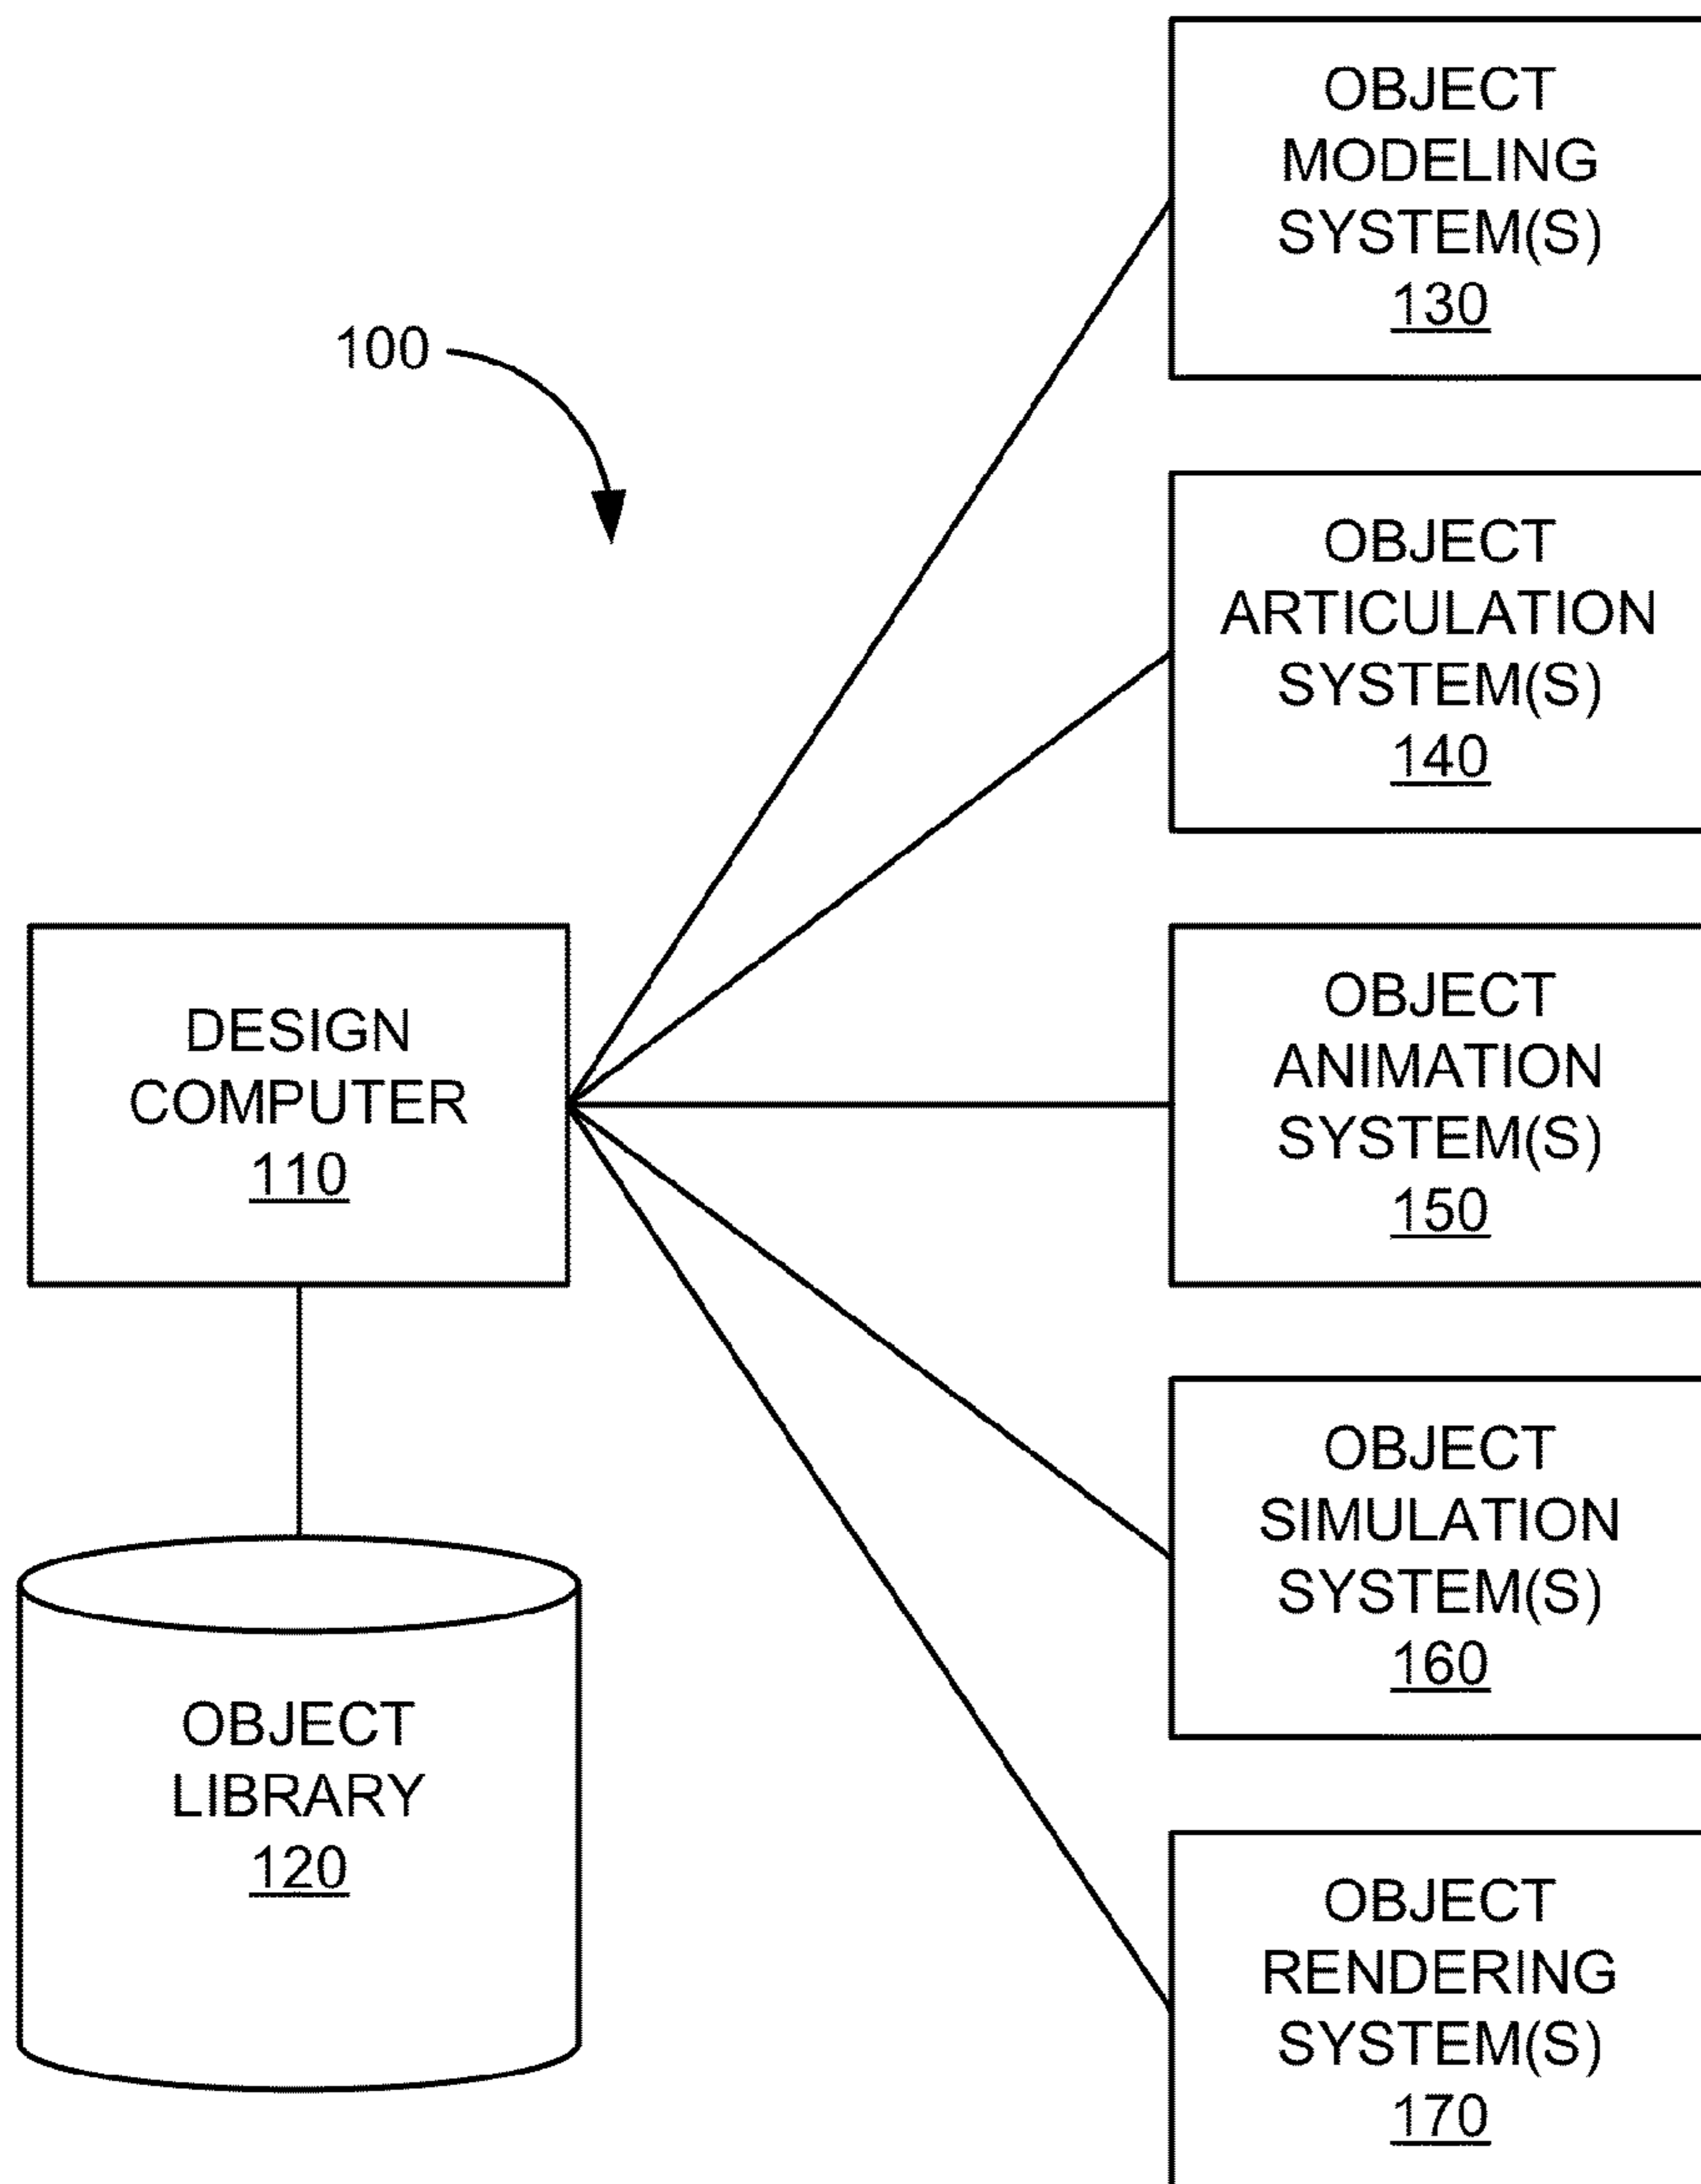 OBJECT
MODELING
SYSTEM(S)
130
100
OBJECT
ARTICULATION
SYSTEM(S)
140
DESIGN
COMPUTER
110
OBJECT
ANIMATION
SYSTEM(S)
150
OBJECT
SIMULATION
SYSTEM(S)
160
OBJECT
LIBRARY
120
OBJECT
RENDERING
SYSTEM(S)
170